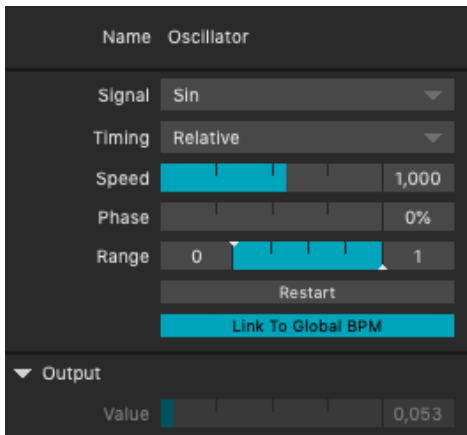 Name Oscillator
Signal Sin
Timing Relative
Speed 1,000
Phase 0%
Range 0 1
Restart
Link To Global BPM
Output
Value 0,053